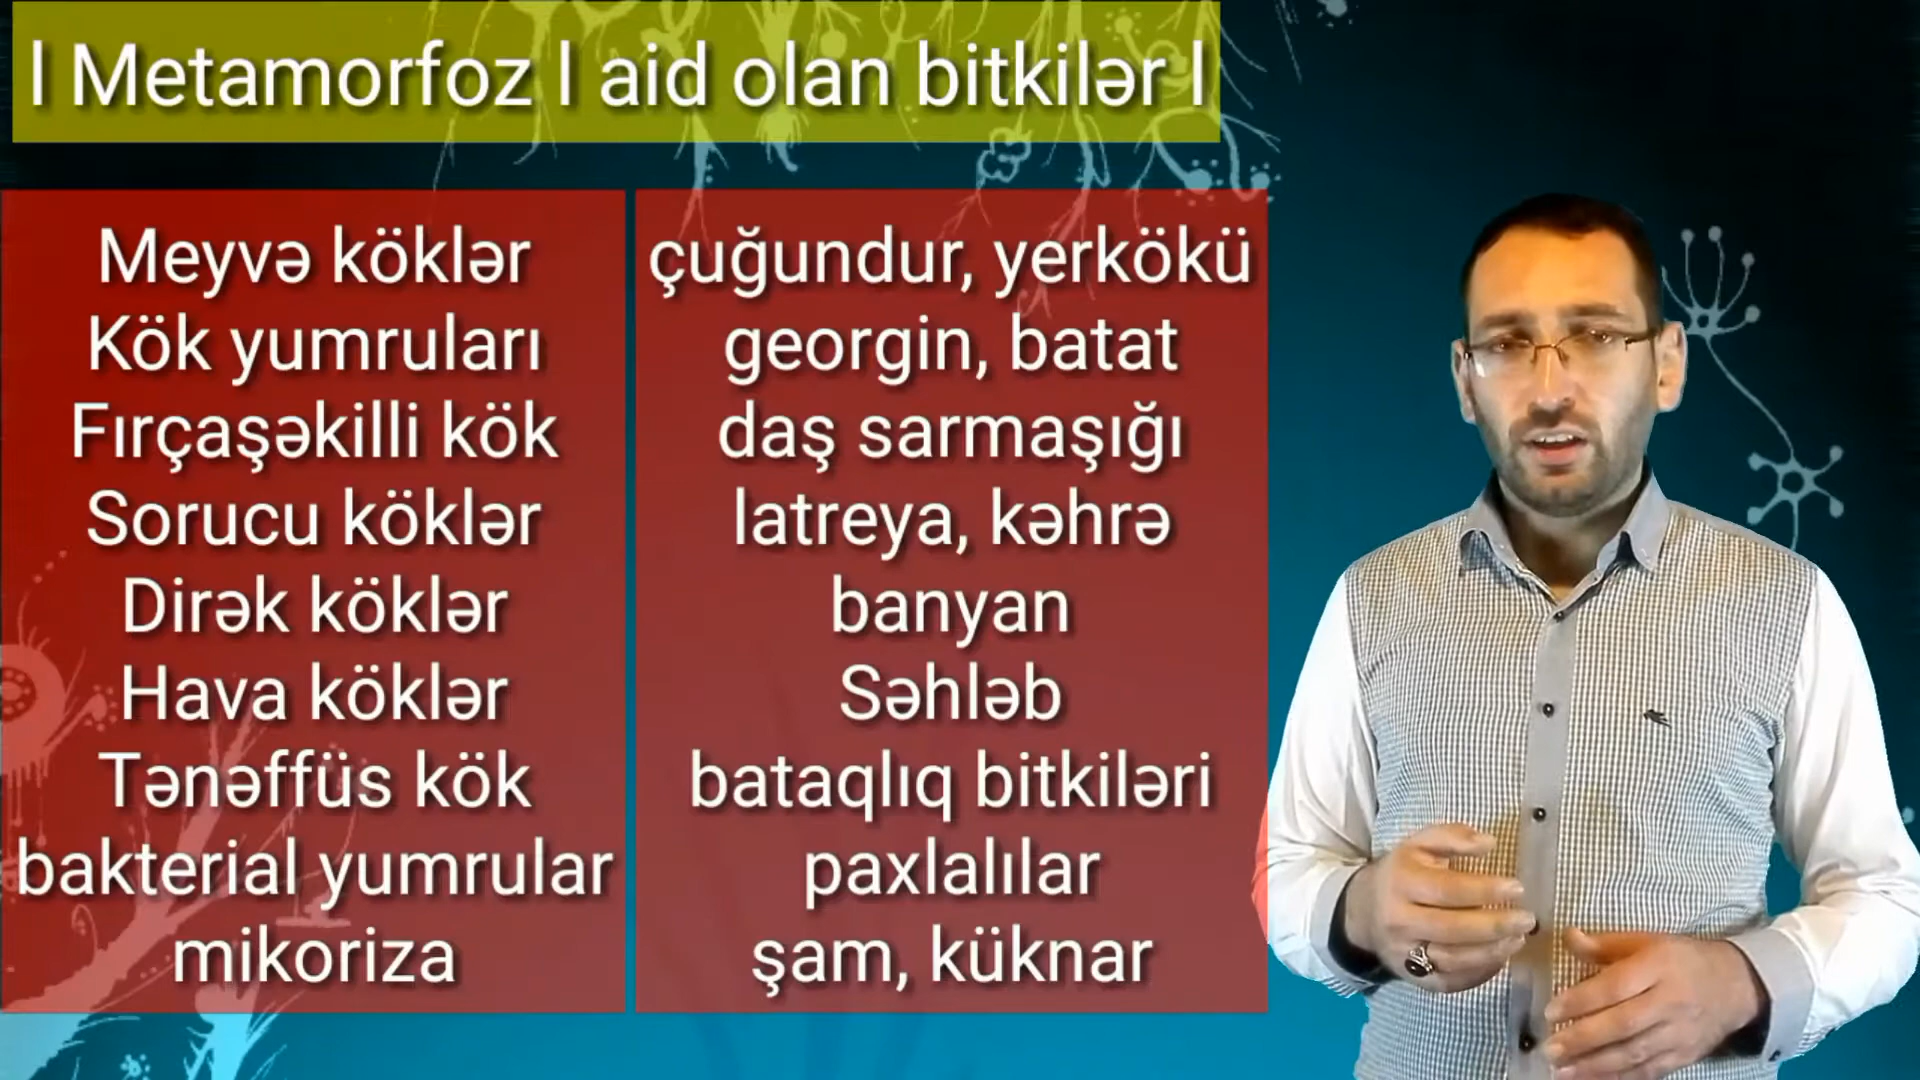 | Metamorfoz | aid olan bitkilər |
Meyvə köklər
Kök yumruları
Fırçaşəkilli kök
Sorucu köklər
Dirək köklər
Hava köklər
Tənəffüs kök
bakterial yumrular
mikoriza
çuğundur, yerkökü
georgin, batat
daş sarmaşığı
latreya, kəhrə
banyan
Səhləb
bataqlıq bitkiləri
paxlalılar
şam, küknar